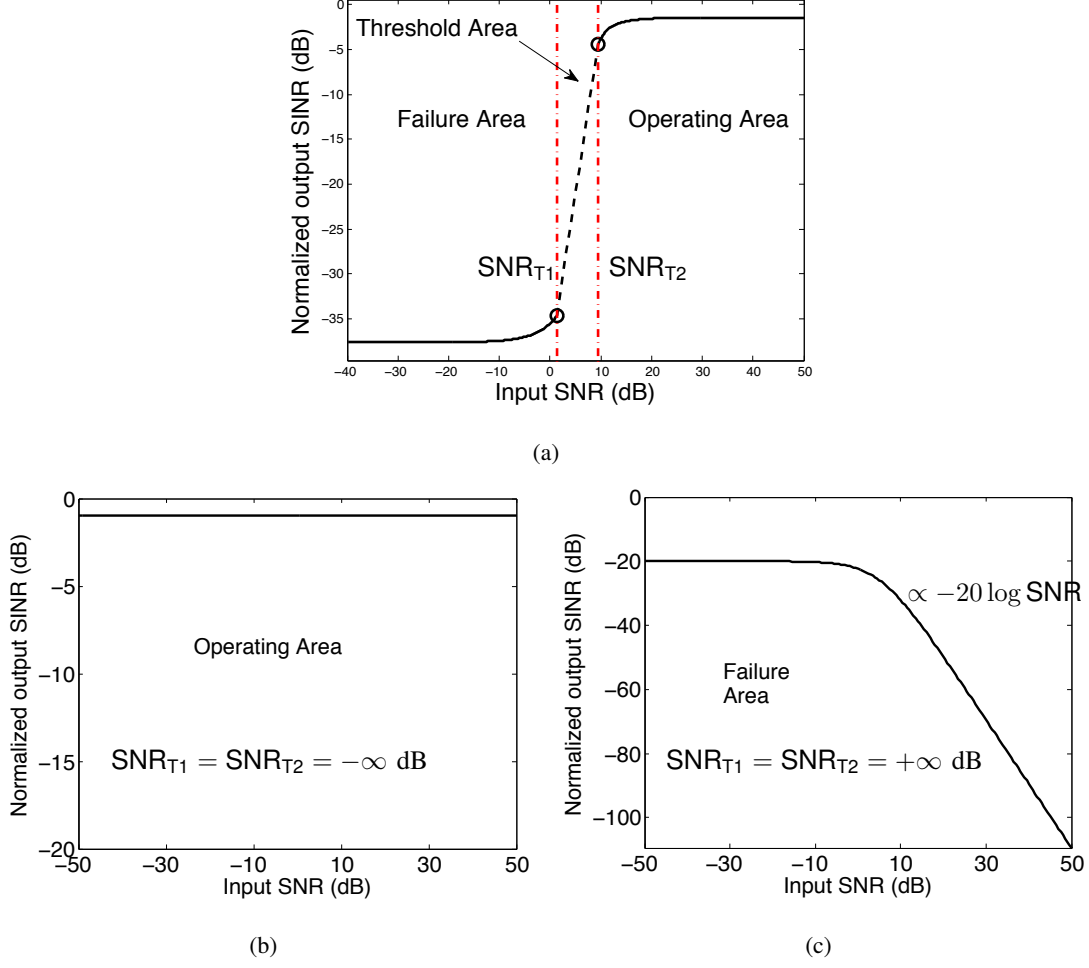 0
−5
−10
−15
−20
−25
−30
−35
Normalized output SINR (dB)
Threshold Area
Failure Area
Operating Area
SNR_T1
SNR_T2
−40 −30 −20 −10 0 10 20 30 40 50
Input SNR (dB)
(a)
0
−5
−10
−15
−20
Normalized output SINR (dB)
Operating Area
SNR_T1 = SNR_T2 = −∞ dB
−50 −30 −10 10 30 50
Input SNR (dB)
(b)
0
−20
−40
−60
−80
−100
Normalized output SINR (dB)
∝ −20 log SNR
Failure
Area
SNR_T1 = SNR_T2 = +∞ dB
−50 −30 −10 10 30 50
Input SNR (dB)
(c)